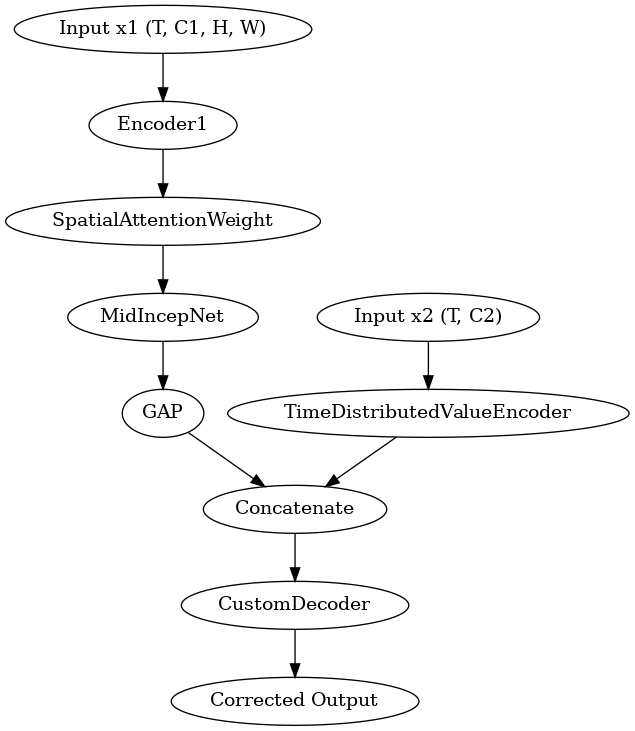 Input x1 (T, C1, H, W)
Encoder1
SpatialAttentionWeight
MidIncepNet
Input x2 (T, C2)
GAP
TimeDistributedValueEncoder
Concatenate
CustomDecoder
Corrected Output